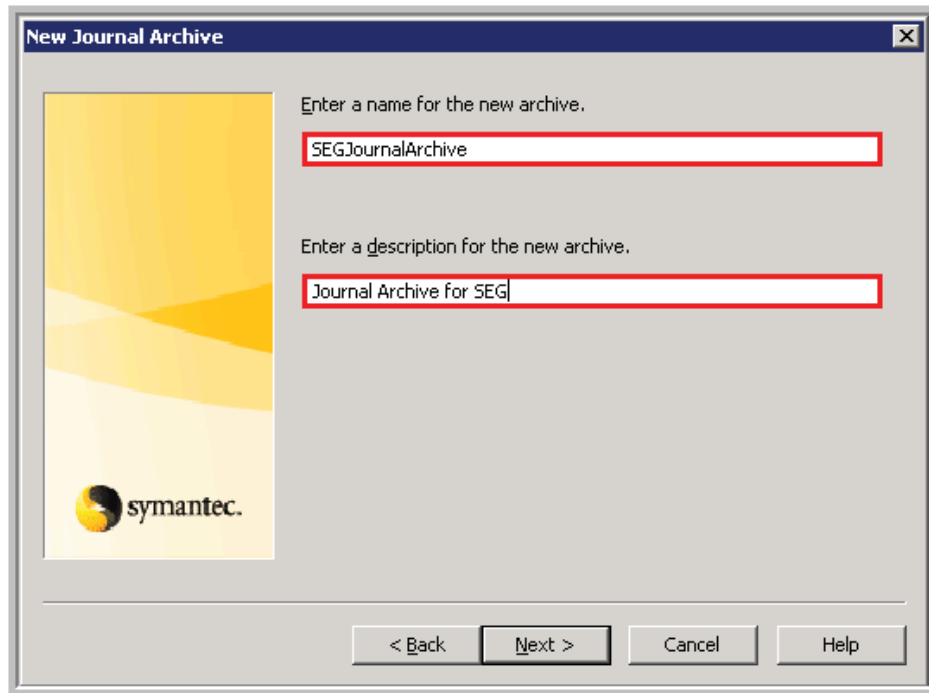 New Journal Archive
Enter a name for the new archive.
SEGJournalArchive
Enter a description for the new archive.
Journal Archive for SEG
symantec.
< Back
Next >
Cancel
Help